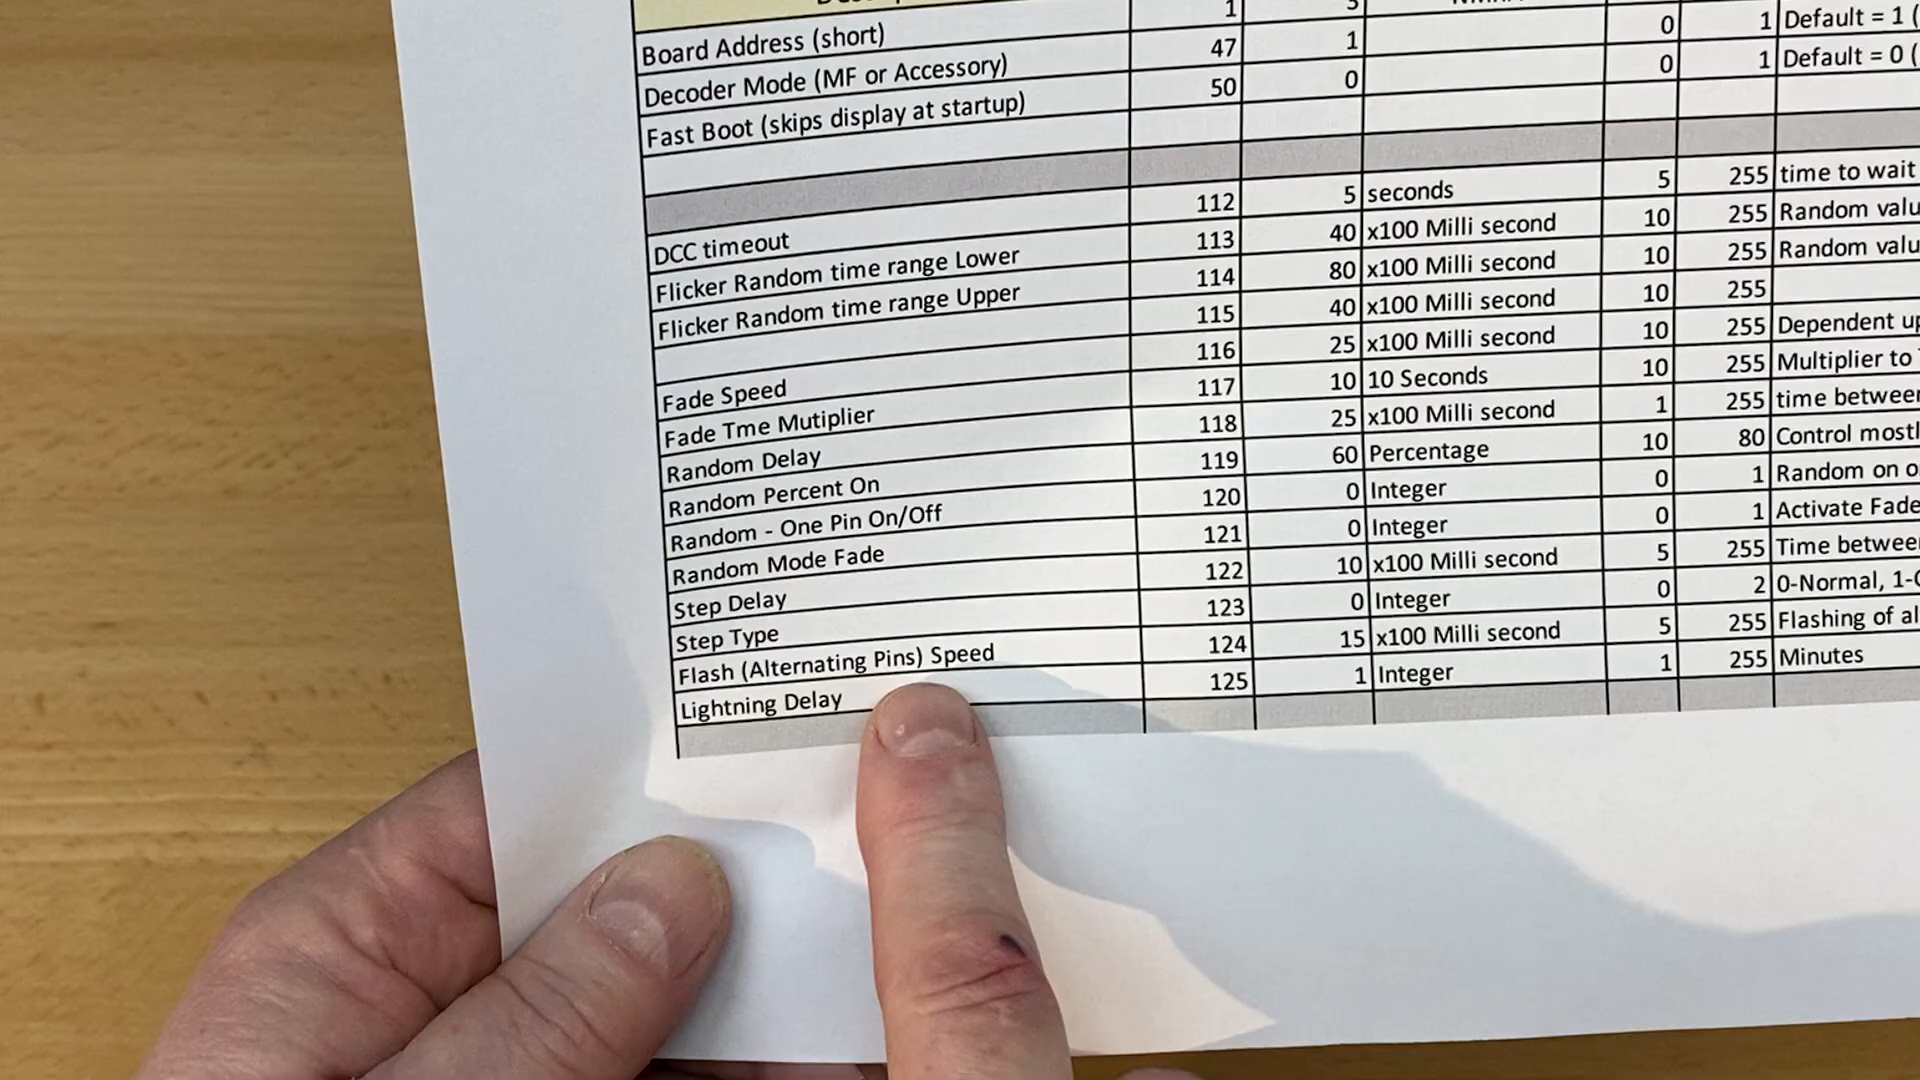 Board Address (short) 1 3
Decoder Mode (MF or Accessory) 47 1 0 1 Default = 1 (
Fast Boot (skips display at startup) 50 0 0 1 Default = 0 (
DCC timeout 112 5 seconds 5 255 time to wait
Flicker Random time range Lower 113 40 x100 Milli second 10 255 Random valu
Flicker Random time range Upper 114 80 x100 Milli second 10 255 Random valu
115 40 x100 Milli second 10 255
Fade Speed 116 25 x100 Milli second 10 255 Dependent up
Fade Tme Mutiplier 117 10 10 Seconds 10 255 Multiplier to
Random Delay 118 25 x100 Milli second 1 255 time between
Random Percent On 119 60 Percentage 10 80 Control mostl
Random - One Pin On/Off 120 0 Integer 0 1 Random on o
Random Mode Fade 121 0 Integer 0 1 Activate Fade
Step Delay 122 10 x100 Milli second 5 255 Time between
Step Type 123 0 Integer 0 2 0-Normal, 1-
Flash (Alternating Pins) Speed 124 15 x100 Milli second 5 255 Flashing of al
Lightning Delay 125 1 Integer 1 255 Minutes